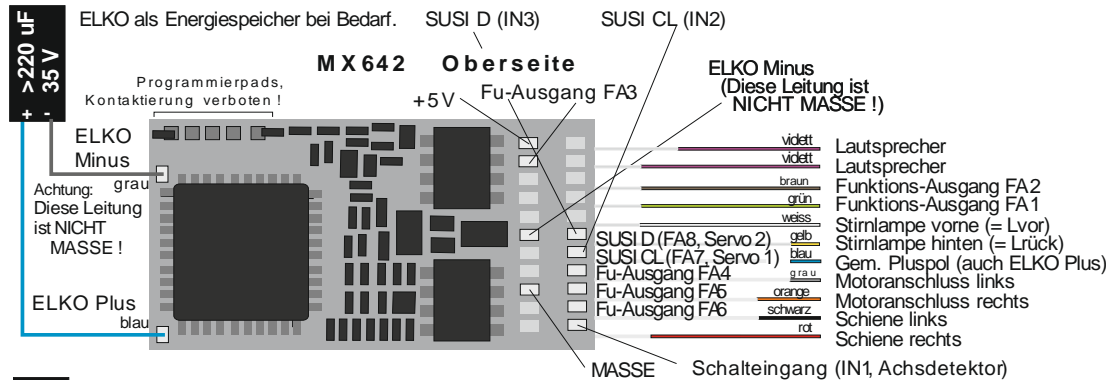 >220 uF
35 V
+ -
ELKO als Energiespeicher bei Bedarf.
SUSI D (IN3)
SUSI CL (IN2)
MX642 Oberseite
Programmierpads,
Kontaktierung verboten !
+5V
Fu-Ausgang FA3
ELKO Minus
(Diese Leitung ist
NICHT MASSE !)
ELKO
Minus
grau
Achtung:
Diese Leitung
ist NICHT
MASSE !
ELKO Plus
blau
vidett Lautsprecher
vidett Lautsprecher
braun Funktions-Ausgang FA2
grün Funktions-Ausgang FA1
weiss Stirnlampe vorne (= Lvor)
SUSI D (FA8, Servo 2) gelb Stirnlampe hinten (= Lrück)
SUSI CL (FA7, Servo 1) blau Gem. Pluspol (auch ELKO Plus)
Fu-Ausgang FA4 grau Motoranschluss links
Fu-Ausgang FA5 orange Motoranschluss rechts
Fu-Ausgang FA6 schwarz Schiene links
rot Schiene rechts
MASSE
Schalteingang (IN1, Achsdetektor)